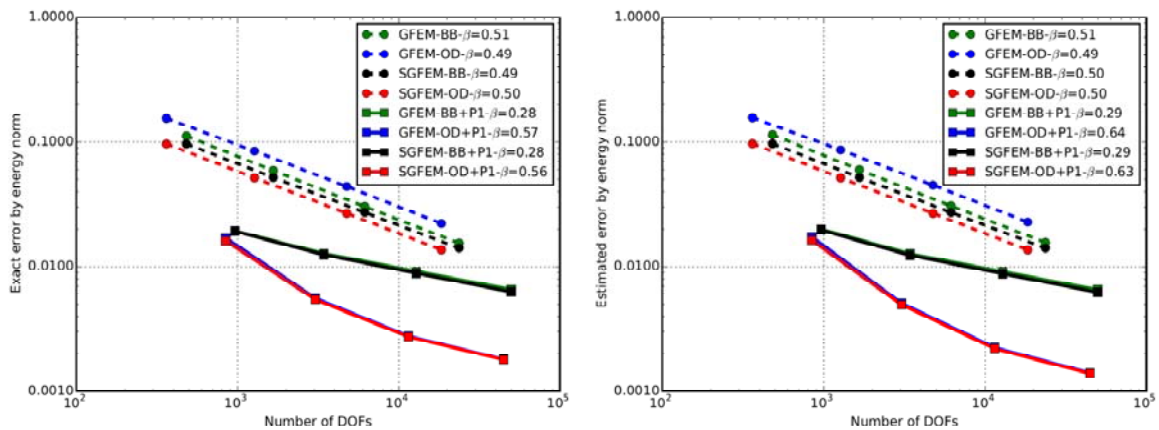 1.0000
0.1000
0.0100
0.0010
Exact error by energy norm
GFEM-BB-β=0.51
GFEM-OD-β=0.49
SGFEM-BB-β=0.49
SGFEM-OD-β=0.50
GFEM-BB+P1-β=0.28
GFEM-OD+P1-β=0.57
SGFEM-BB+P1-β=0.28
SGFEM-OD+P1-β=0.56
10² 10³ 10⁴ 10⁵
Number of DOFs
1.0000
0.1000
0.0100
0.0010
Estimated error by energy norm
GFEM-BB-β=0.51
GFEM-OD-β=0.49
SGFEM-BB-β=0.50
SGFEM-OD-β=0.50
GFEM-BB+P1-β=0.29
GFEM-OD+P1-β=0.64
SGFEM-BB+P1-β=0.29
SGFEM-OD+P1-β=0.63
10² 10³ 10⁴ 10⁵
Number of DOFs